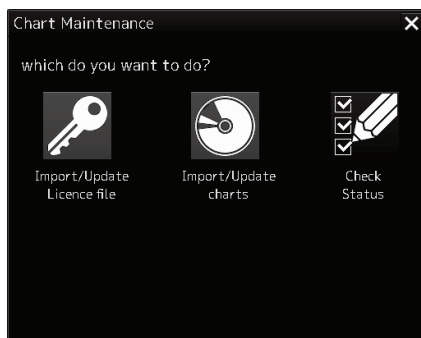 Chart Maintenance
which do you want to do?
Import/Update
Licence file
Import/Update
charts
Check
Status